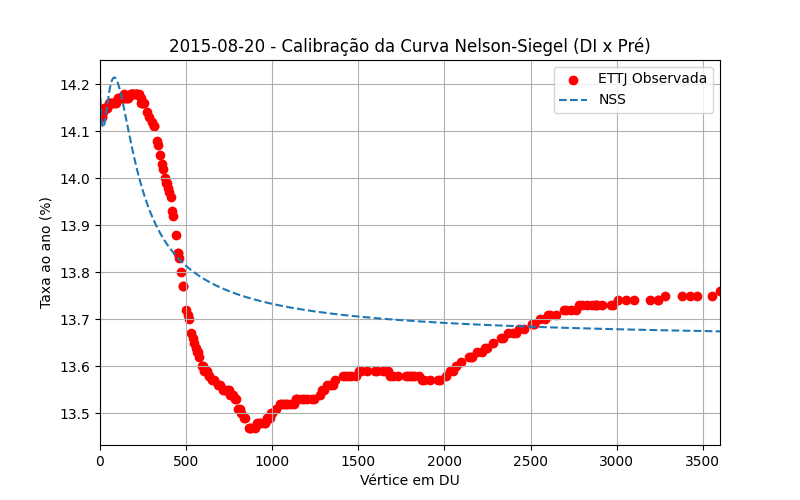 2015-08-20 - Calibração da Curva Nelson-Siegel (DI x Pré)
ETTJ Observada
NSS
Taxa ao ano (%)
14.2
14.1
14.0
13.9
13.8
13.7
13.6
13.5
0 500 1000 1500 2000 2500 3000 3500
Vértice em DU